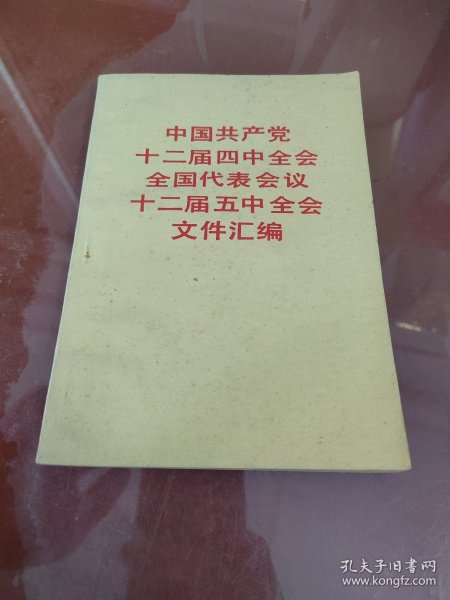 中国共产党
十二届四中全会
全国代表会议
十二届五中全会
文件汇编
孔夫子旧书网
www.kongfz.com